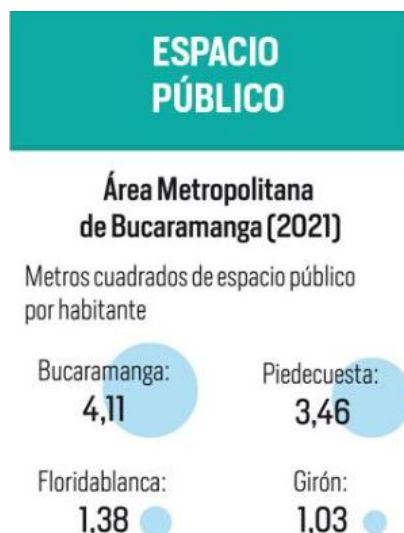 ESPACIO
PÚBLICO
Área Metropolitana
de Bucaramanga (2021)
Metros cuadrados de espacio público
por habitante
Bucaramanga:
4,11
Piedecuesta:
3,46
Floridablanca:
1,38
Girón:
1,03